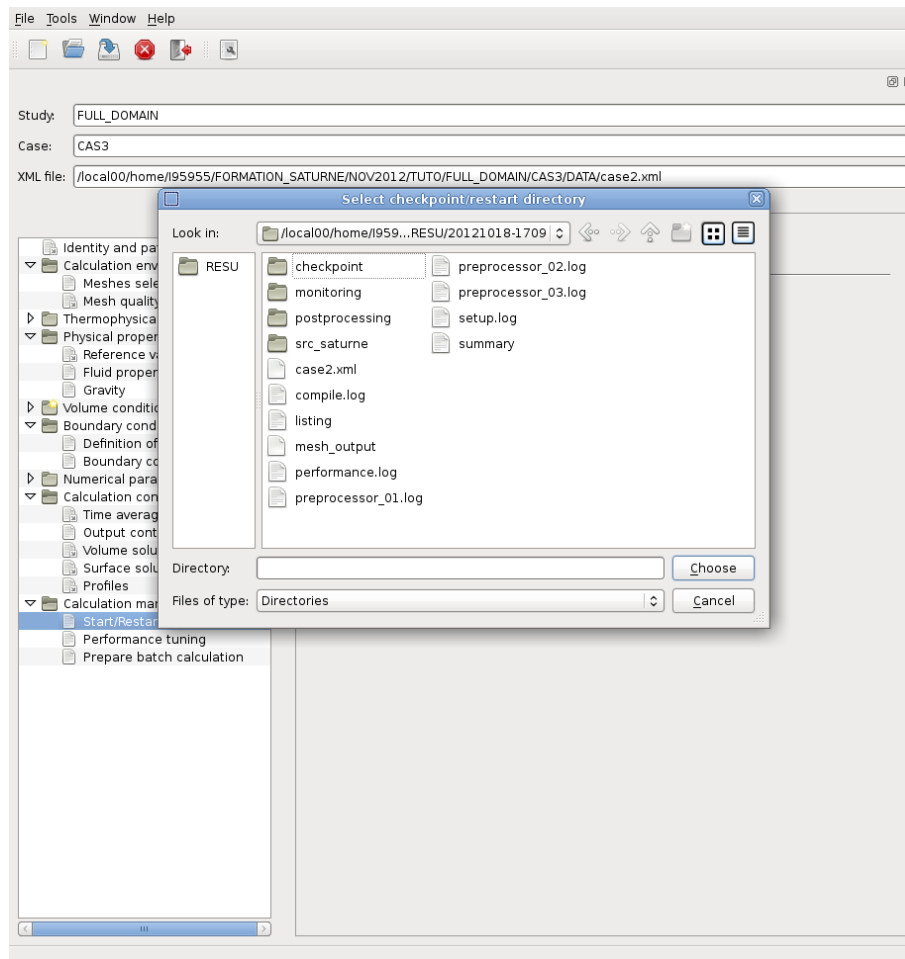 File Tools Window Help
Study: FULL_DOMAIN
Case: CAS3
XML file: /local00/home/I95955/FORMATION_SATURNE/NOV2012/TUTO/FULL_DOMAIN/CAS3/DATA/case2.xml
Select checkpoint/restart directory
Look in: /local00/home/I959...RESU/20121018-1709
RESU
checkpoint
monitoring
postprocessing
src_saturne
case2.xml
compile.log
listing
mesh_output
performance.log
preprocessor_01.log
preprocessor_02.log
preprocessor_03.log
setup.log
summary
Directory:
Choose
Files of type: Directories
Cancel
Identity and pa
Calculation env
Meshes sele
Mesh quality
Thermophysica
Physical proper
Reference va
Fluid proper
Gravity
Volume conditio
Boundary cond
Definition of
Boundary co
Numerical para
Calculation con
Time averag
Output cont
Volume solu
Surface solu
Profiles
Calculation mar
Start/Restar
Performance tuning
Prepare batch calculation